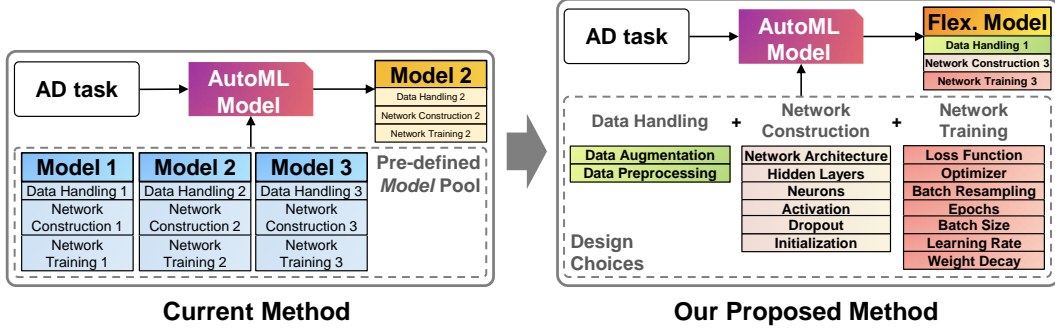 AD task
AutoML
Model
Model 2
Data Handling 2
Network Construction 2
Network Training 2
Model 1
Data Handling 1
Network
Construction 1
Network
Training 1
Model 2
Data Handling 2
Network
Construction 2
Network
Training 2
Model 3
Data Handling 3
Network
Construction 3
Network
Training 3
Pre-defined
Model Pool
Current Method
AD task
AutoML
Model
Flex. Model
Data Handling 1
Network Construction 3
Network Training 3
Data Handling
+
Network
Construction
+
Network
Training
Data Augmentation
Data Preprocessing
Network Architecture
Hidden Layers
Neurons
Activation
Dropout
Initialization
Loss Function
Optimizer
Batch Resampling
Epochs
Batch Size
Learning Rate
Weight Decay
Design
Choices
Our Proposed Method